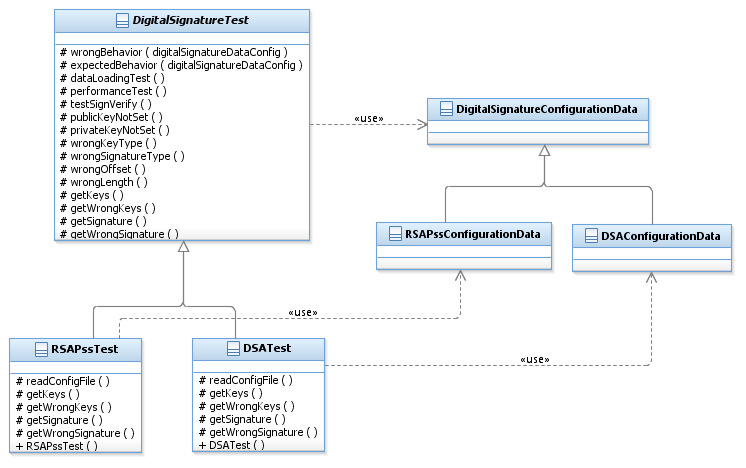 DigitalSignatureTest
# wrongBehavior ( digitalSignatureDataConfig )
# expectedBehavior ( digitalSignatureDataConfig )
# dataLoadingTest ( )
# performanceTest ( )
# testSignVerify ( )
# publicKeyNotSet ( )
# privateKeyNotSet ( )
# wrongKeyType ( )
# wrongSignatureType ( )
# wrongOffset ( )
# wrongLength ( )
# getKeys ( )
# getWrongKeys ( )
# getSignature ( )
# getWrongSignature ( )
«use»
DigitalSignatureConfigurationData
RSAPssConfigurationData
DSAConfigurationData
«use»
«use»
RSAPssTest
# readConfigFile ( )
# getKeys ( )
# getWrongKeys ( )
# getSignature ( )
# getWrongSignature ( )
+ RSAPssTest ( )
DSATest
# readConfigFile ( )
# getKeys ( )
# getWrongKeys ( )
# getSignature ( )
# getWrongSignature ( )
+ DSATest ( )